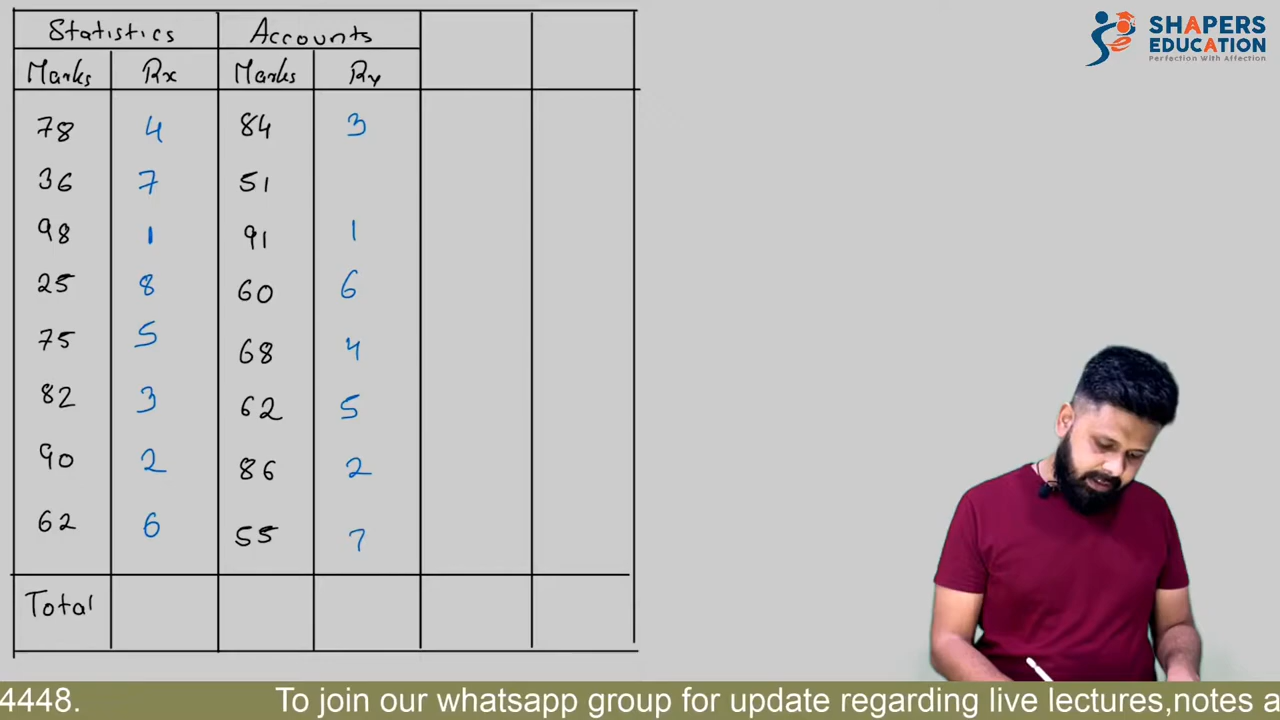 Statistics Accounts
Marks Rx Marks Ry
78 4 84 3
36 7 51
98 1 91 1
25 8 60 6
75 5 68 4
82 3 62 5
90 2 86 2
62 6 55 7
Total
SHAPERS
EDUCATION
Perfection With Affection
4448. To join our whatsapp group for update regarding live lectures,notes a